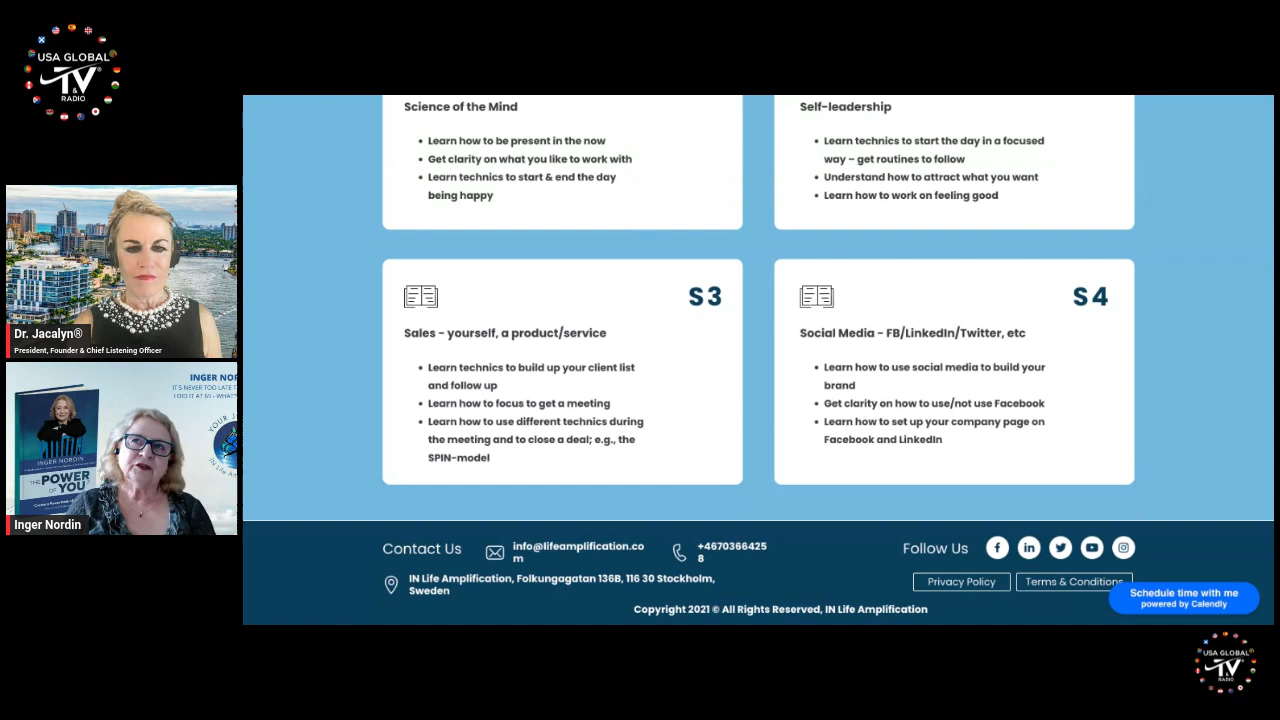 USA GLOBAL
TV
&
RADIO
Dr. Jacalyn®
President, Founder & Chief Listening Officer
INGER NOR
IT'S NEVER TOO LATE T
I DID IT AT 61 - WHAT'
YOUR J
IN Life Am
INGER NORDIN
THE POWER
OF YOU
Inger Nordin
Science of the Mind
• Learn how to be present in the now
• Get clarity on what you like to work with
• Learn technics to start & end the day
being happy
Self-leadership
• Learn technics to start the day in a focused
way – get routines to follow
• Understand how to attract what you want
• Learn how to work on feeling good
S3
Sales - yourself, a product/service
• Learn technics to build up your client list
and follow up
• Learn how to focus to get a meeting
• Learn how to use different technics during
the meeting and to close a deal; e.g., the
SPIN-model
S4
Social Media - FB/LinkedIn/Twitter, etc
• Learn how to use social media to build your
brand
• Get clarity on how to use/not use Facebook
• Learn how to set up your company page on
Facebook and LinkedIn
Contact Us
info@lifeamplification.co
m
+4670366425
8
IN Life Amplification, Folkungagatan 136B, 116 30 Stockholm,
Sweden
Follow Us
Privacy Policy
Terms & Conditions
Copyright 2021 © All Rights Reserved, IN Life Amplification
Schedule time with me
powered by Calendly
USA GLOBAL
TV
RADIO